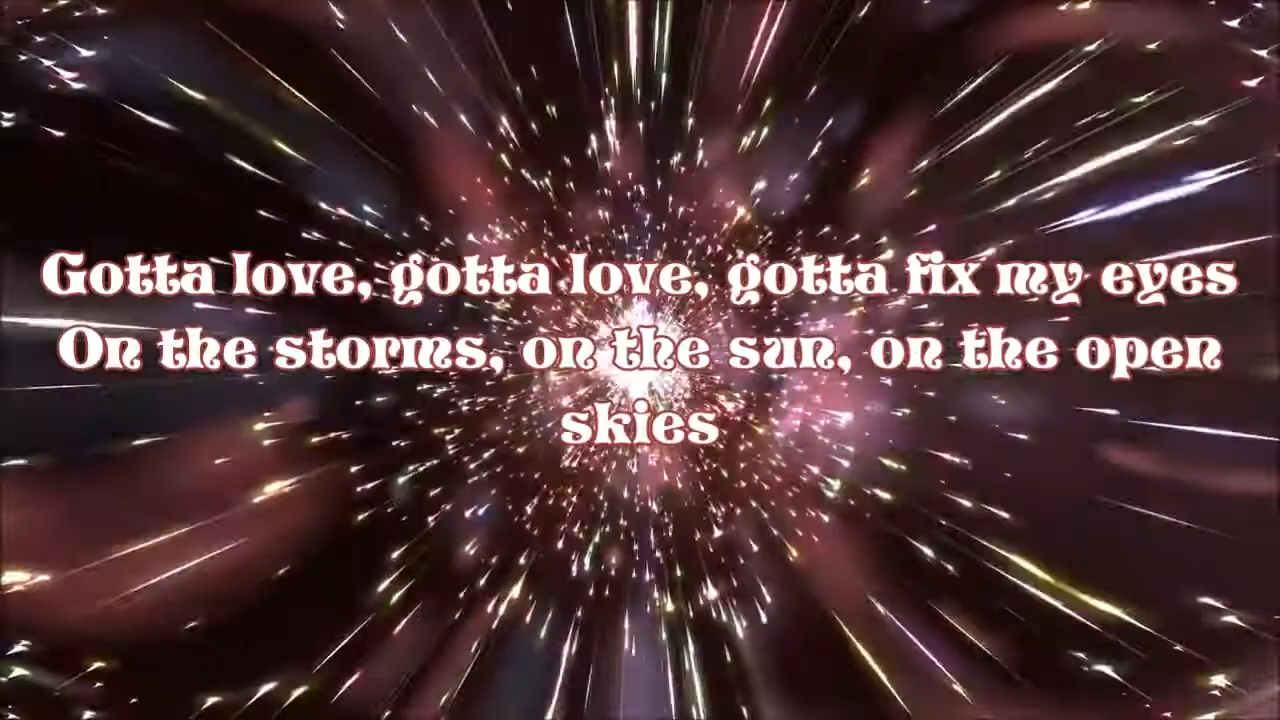 Gotta love, gotta love, gotta fix my eyes
On the storms, on the sun, on the open
skies